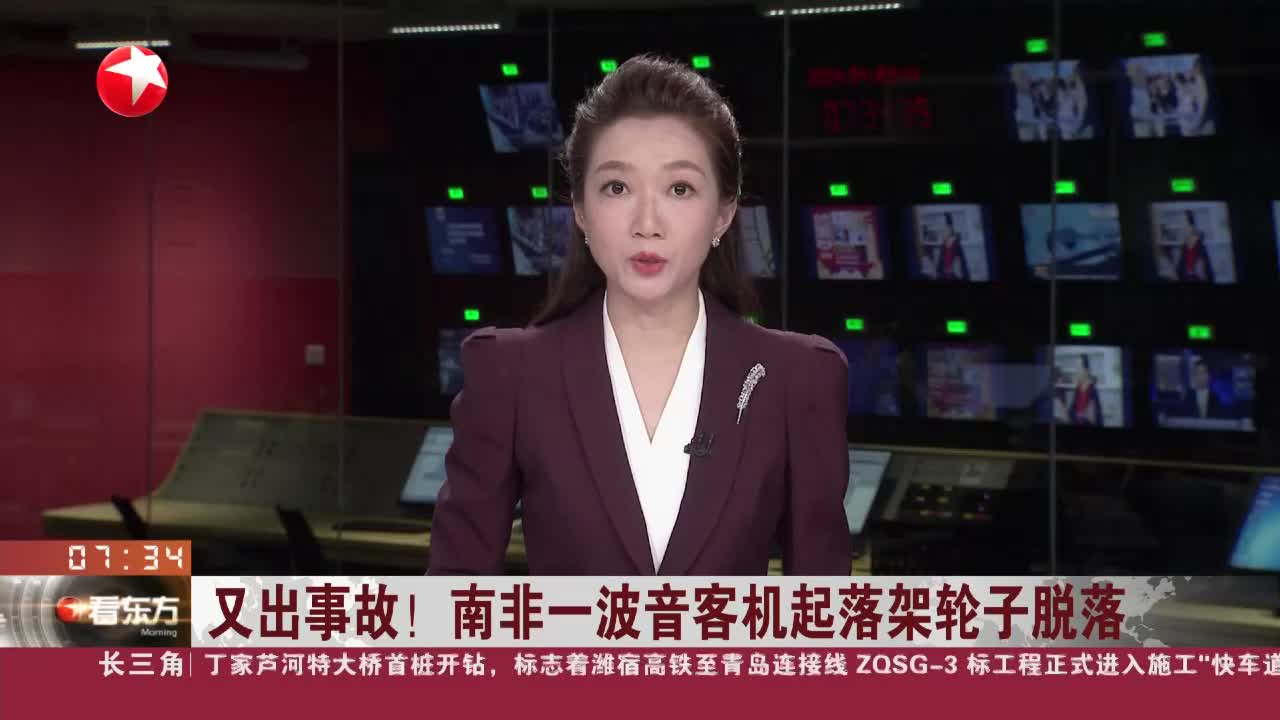 07:34
看东方
Morning
又出事故！南非一波音客机起落架轮子脱落
长三角
丁家芦河特大桥首桩开钻，标志着潍宿高铁至青岛连接线 ZQSG-3 标工程正式进入施工"快车道